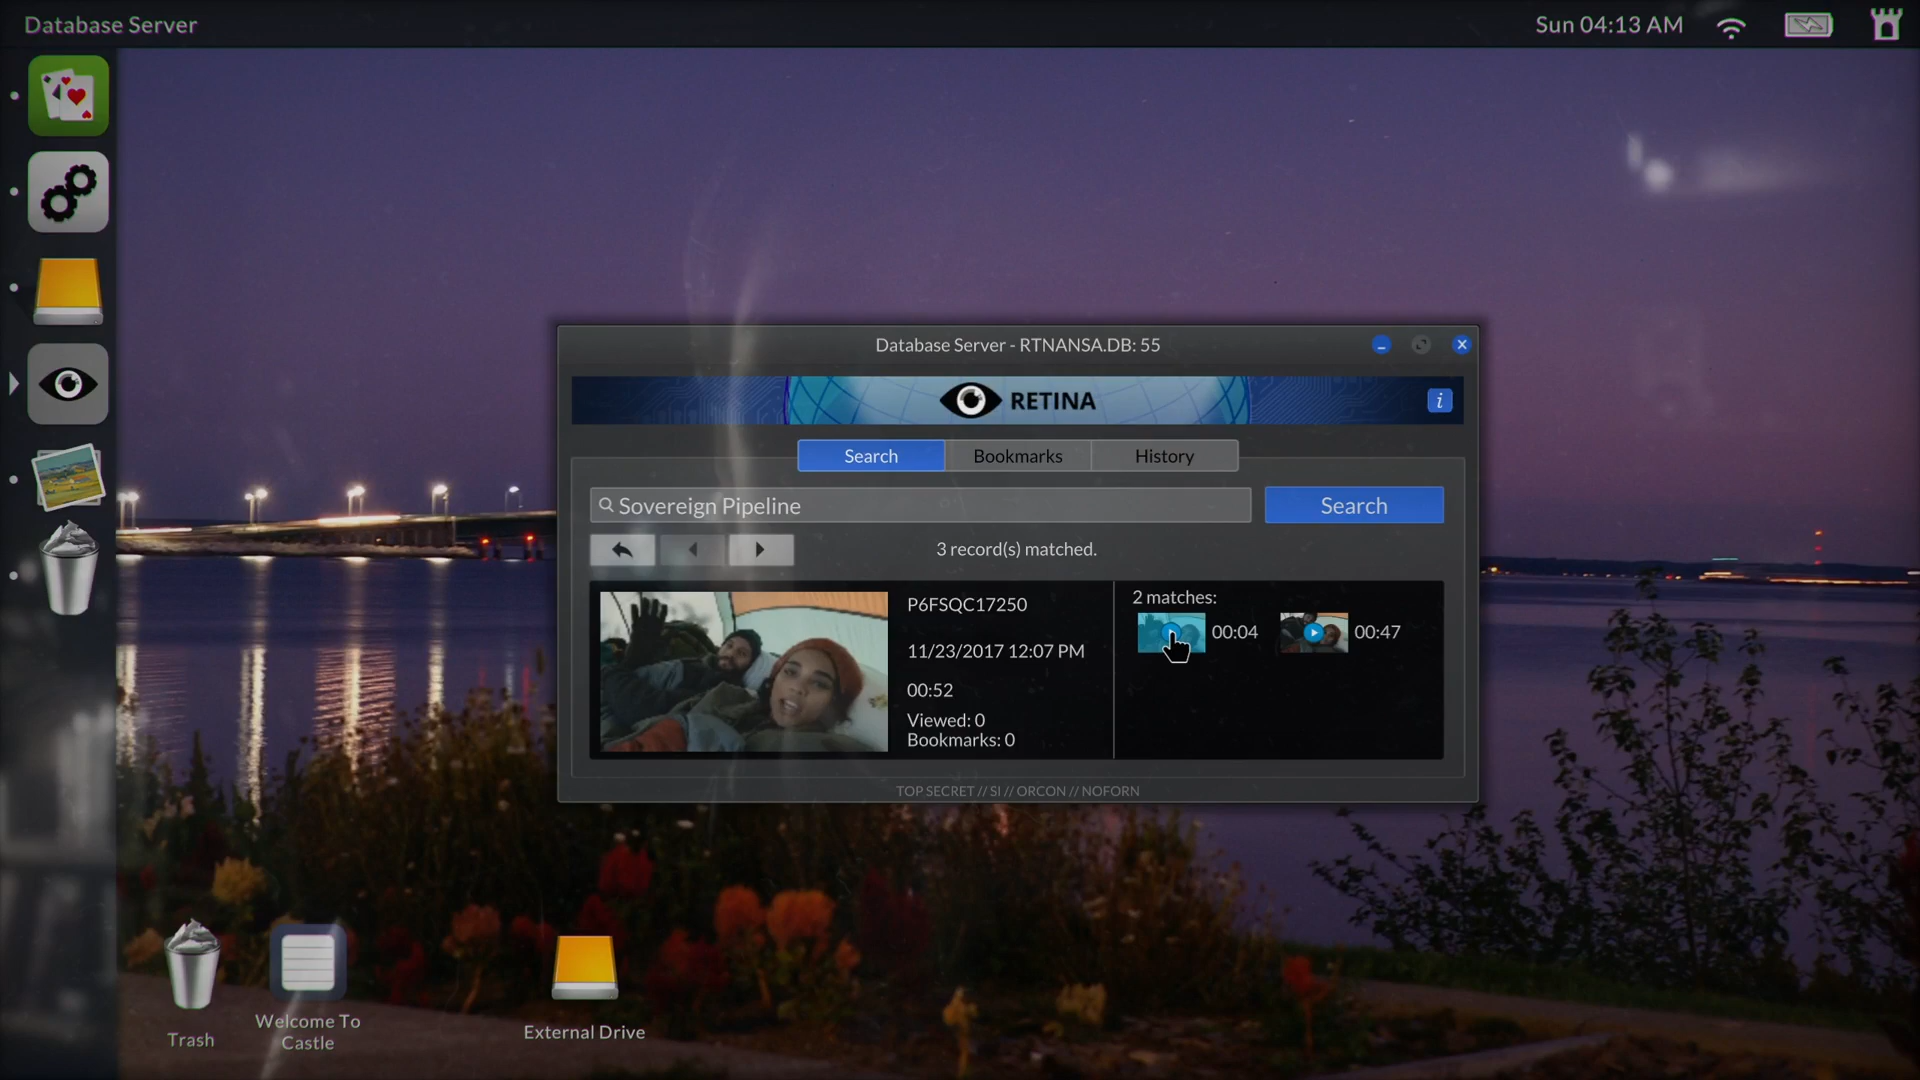 Database Server
Sun 04:13 AM
Database Server - RTNANSA.DB: 55
RETINA
i
Search
Bookmarks
History
Sovereign Pipeline
Search
3 record(s) matched.
P6FSQC17250
11/23/2017 12:07 PM
00:52
Viewed: 0
Bookmarks: 0
2 matches:
00:04
00:47
TOP SECRET // SI // ORCON // NOFORN
Trash
Welcome To
Castle
External Drive